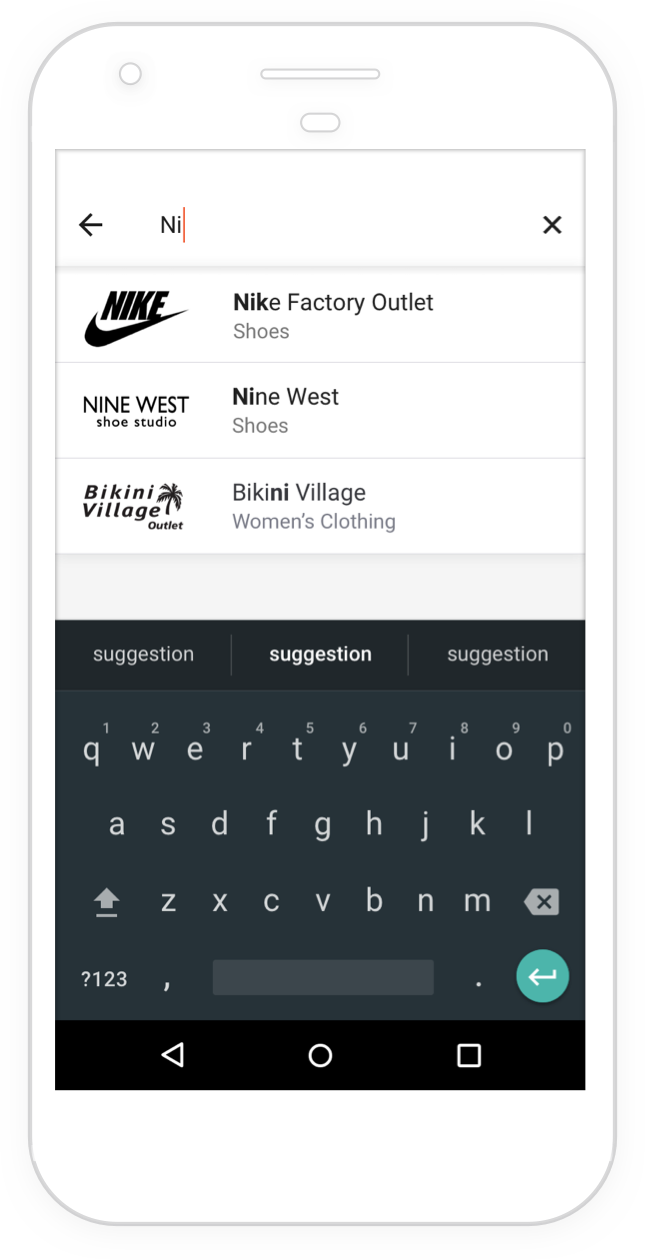 Ni
NIKE
Nike Factory Outlet
Shoes
NINE WEST
shoe studio
Nine West
Shoes
Bikini
Village
Outlet
Bikini Village
Women’s Clothing
suggestion suggestion suggestion
1 2 3 4 5 6 7 8 9 0
q w e r t y u i o p
a s d f g h j k l
z x c v b n m
?123 , .